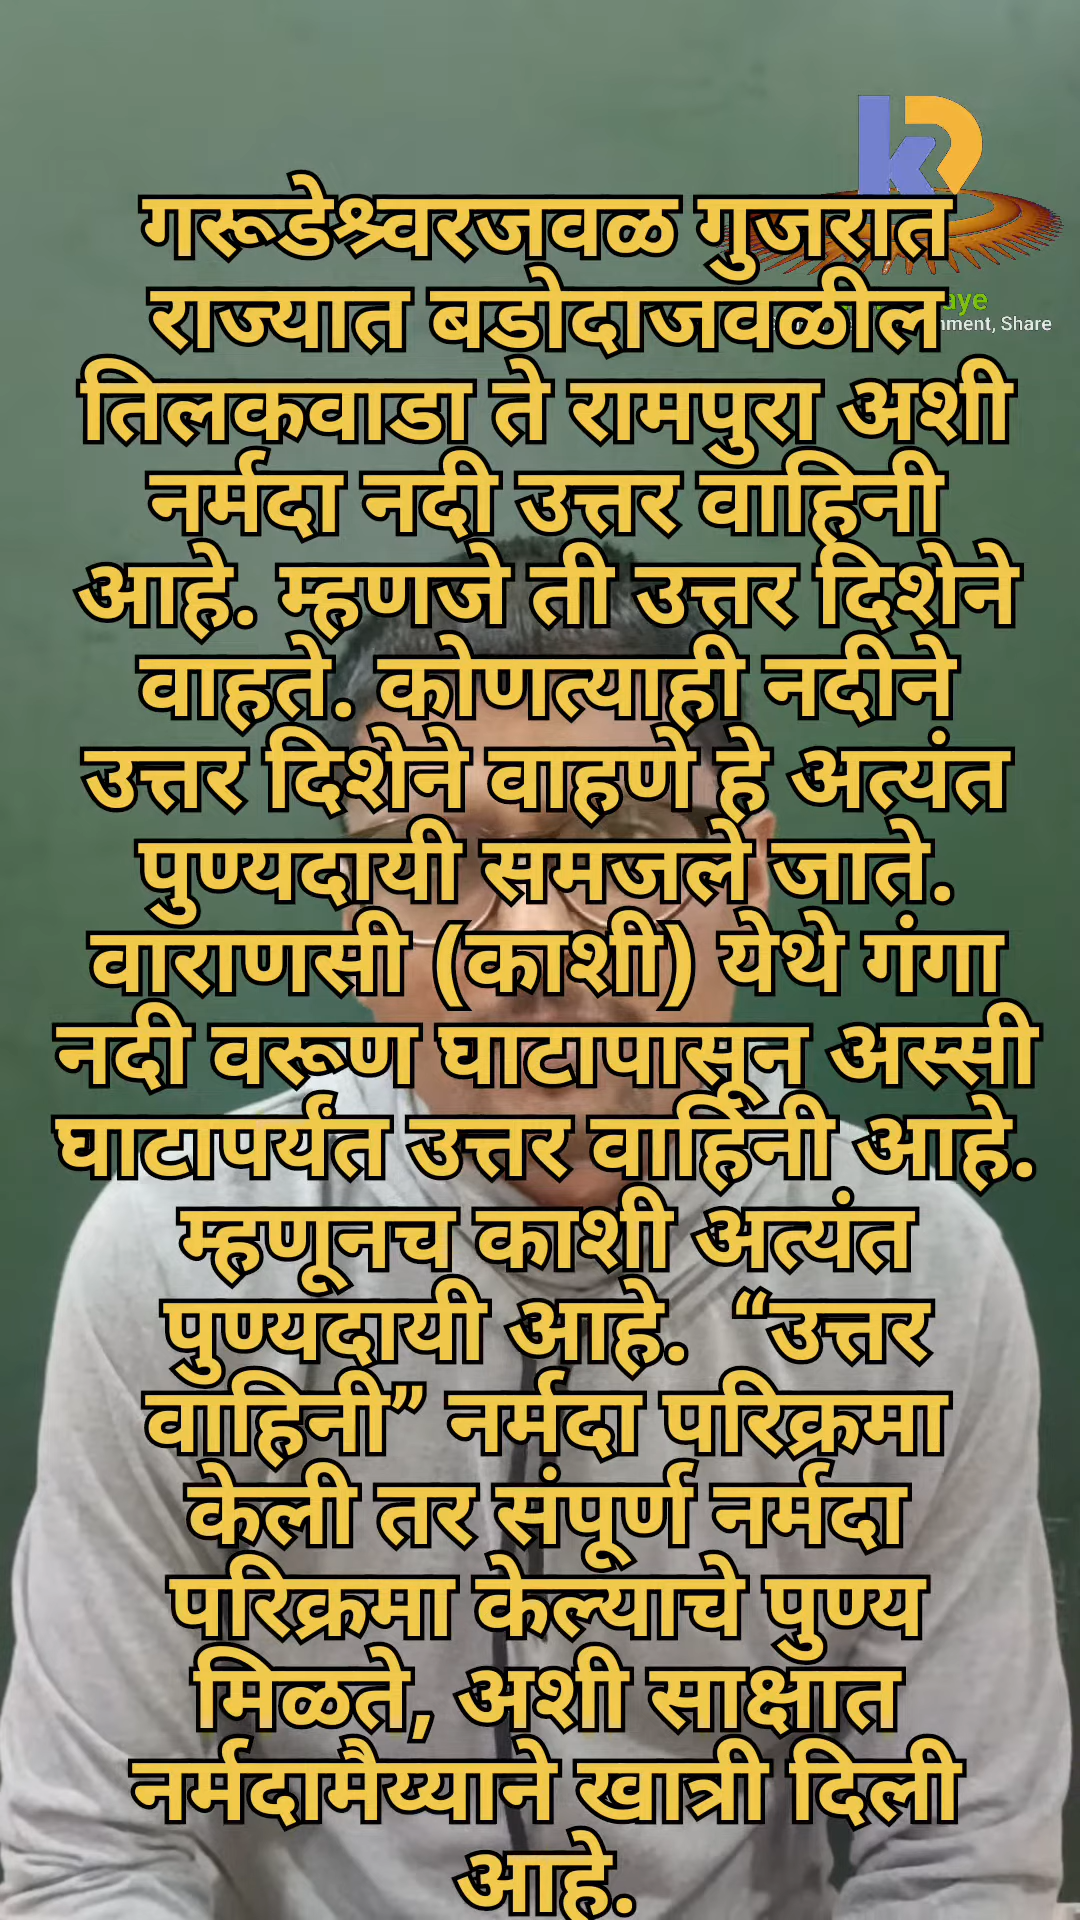 गरूडेश्र्वरजवळ गुजरात
राज्यात बडोदाजवळील
तिलकवाडा ते रामपुरा अशी
नर्मदा नदी उत्तर वाहिनी
आहे. म्हणजे ती उत्तर दिशेने
वाहते. कोणत्याही नदीने
उत्तर दिशेने वाहणे हे अत्यंत
पुण्यदायी समजले जाते.
वाराणसी (काशी) येथे गंगा
नदी वरूण घाटापासून अस्सी
घाटापर्यंत उत्तर वाहिनी आहे.
म्हणूनच काशी अत्यंत
पुण्यदायी आहे. “उत्तर
वाहिनी” नर्मदा परिक्रमा
केली तर संपूर्ण नर्मदा
परिक्रमा केल्याचे पुण्य
मिळते, अशी साक्षात
नर्मदामैय्याने खात्री दिली
आहे.
Share